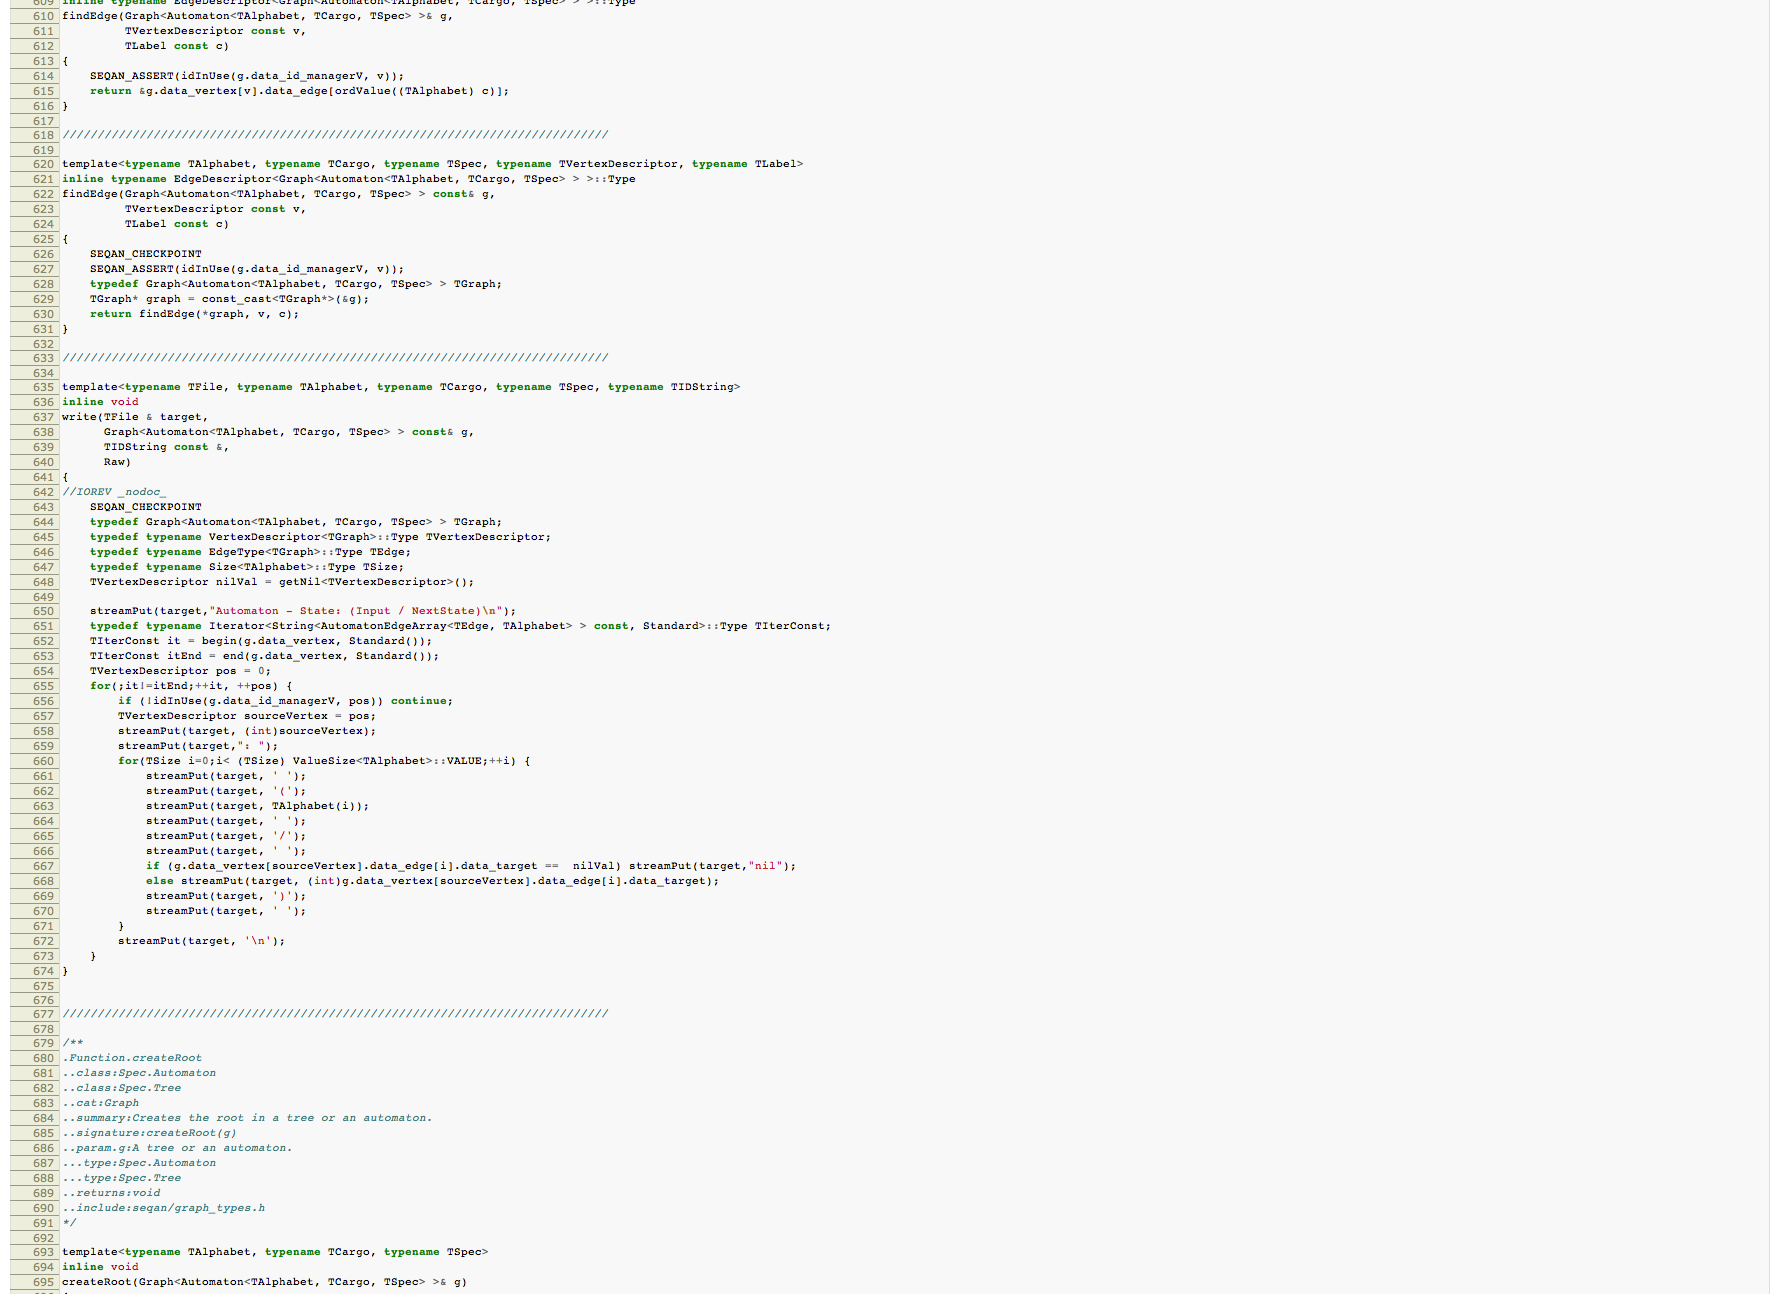 609 inline typename EdgeDescriptor<Graph<Automaton<TAlphabet, TCargo, TSpec> > >::Type
610 findEdge(Graph<Automaton<TAlphabet, TCargo, TSpec> >& g,
611          TVertexDescriptor const v,
612          TLabel const c)
613 {
614     SEQAN_ASSERT(idInUse(g.data_id_managerV, v));
615     return &g.data_vertex[v].data_edge[ordValue((TAlphabet) c)];
616 }
617
618 //////////////////////////////////////////////////////////////////////////////
619
620 template<typename TAlphabet, typename TCargo, typename TSpec, typename TVertexDescriptor, typename TLabel>
621 inline typename EdgeDescriptor<Graph<Automaton<TAlphabet, TCargo, TSpec> > >::Type
622 findEdge(Graph<Automaton<TAlphabet, TCargo, TSpec> > const& g,
623          TVertexDescriptor const v,
624          TLabel const c)
625 {
626     SEQAN_CHECKPOINT
627     SEQAN_ASSERT(idInUse(g.data_id_managerV, v));
628     typedef Graph<Automaton<TAlphabet, TCargo, TSpec> > TGraph;
629     TGraph* graph = const_cast<TGraph*>(&g);
630     return findEdge(*graph, v, c);
631 }
632
633 //////////////////////////////////////////////////////////////////////////////
634
635 template<typename TFile, typename TAlphabet, typename TCargo, typename TSpec, typename TIDString>
636 inline void
637 write(TFile & target,
638       Graph<Automaton<TAlphabet, TCargo, TSpec> > const& g,
639       TIDString const &,
640       Raw)
641 {
642 //IOREV _nodoc_
643     SEQAN_CHECKPOINT
644     typedef Graph<Automaton<TAlphabet, TCargo, TSpec> > TGraph;
645     typedef typename VertexDescriptor<TGraph>::Type TVertexDescriptor;
646     typedef typename EdgeType<TGraph>::Type TEdge;
647     typedef typename Size<TAlphabet>::Type TSize;
648     TVertexDescriptor nilVal = getNil<TVertexDescriptor>();
649
650     streamPut(target,"Automaton - State: (Input / NextState)\n");
651     typedef typename Iterator<String<AutomatonEdgeArray<TEdge, TAlphabet> > const, Standard>::Type TIterConst;
652     TIterConst it = begin(g.data_vertex, Standard());
653     TIterConst itEnd = end(g.data_vertex, Standard());
654     TVertexDescriptor pos = 0;
655     for(;it!=itEnd;++it, ++pos) {
656         if (!idInUse(g.data_id_managerV, pos)) continue;
657         TVertexDescriptor sourceVertex = pos;
658         streamPut(target, (int)sourceVertex);
659         streamPut(target,": ");
660         for(TSize i=0;i< (TSize) ValueSize<TAlphabet>::VALUE;++i) {
661             streamPut(target, ' ');
662             streamPut(target, '(');
663             streamPut(target, TAlphabet(i));
664             streamPut(target, ' ');
665             streamPut(target, '/');
666             streamPut(target, ' ');
667             if (g.data_vertex[sourceVertex].data_edge[i].data_target ==  nilVal) streamPut(target,"nil");
668             else streamPut(target, (int)g.data_vertex[sourceVertex].data_edge[i].data_target);
669             streamPut(target, ')');
670             streamPut(target, ' ');
671         }
672         streamPut(target, '\n');
673     }
674 }
675
676
677 //////////////////////////////////////////////////////////////////////////////
678
679 /**
680 .Function.createRoot
681 ..class:Spec.Automaton
682 ..class:Spec.Tree
683 ..cat:Graph
684 ..summary:Creates the root in a tree or an automaton.
685 ..signature:createRoot(g)
686 ..param.g:A tree or an automaton.
687 ...type:Spec.Automaton
688 ...type:Spec.Tree
689 ..returns:void
690 ..include:seqan/graph_types.h
691 */
692
693 template<typename TAlphabet, typename TCargo, typename TSpec>
694 inline void
695 createRoot(Graph<Automaton<TAlphabet, TCargo, TSpec> >& g)